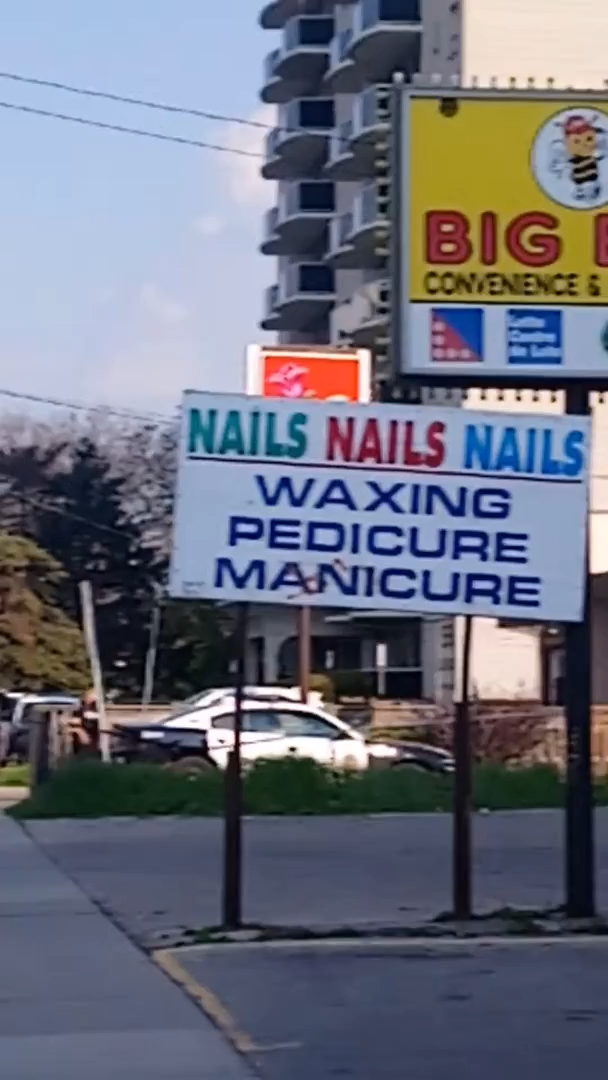 BIG
CONVENIENCE &
NAILS NAILS NAILS
WAXING
PEDICURE
MANICURE